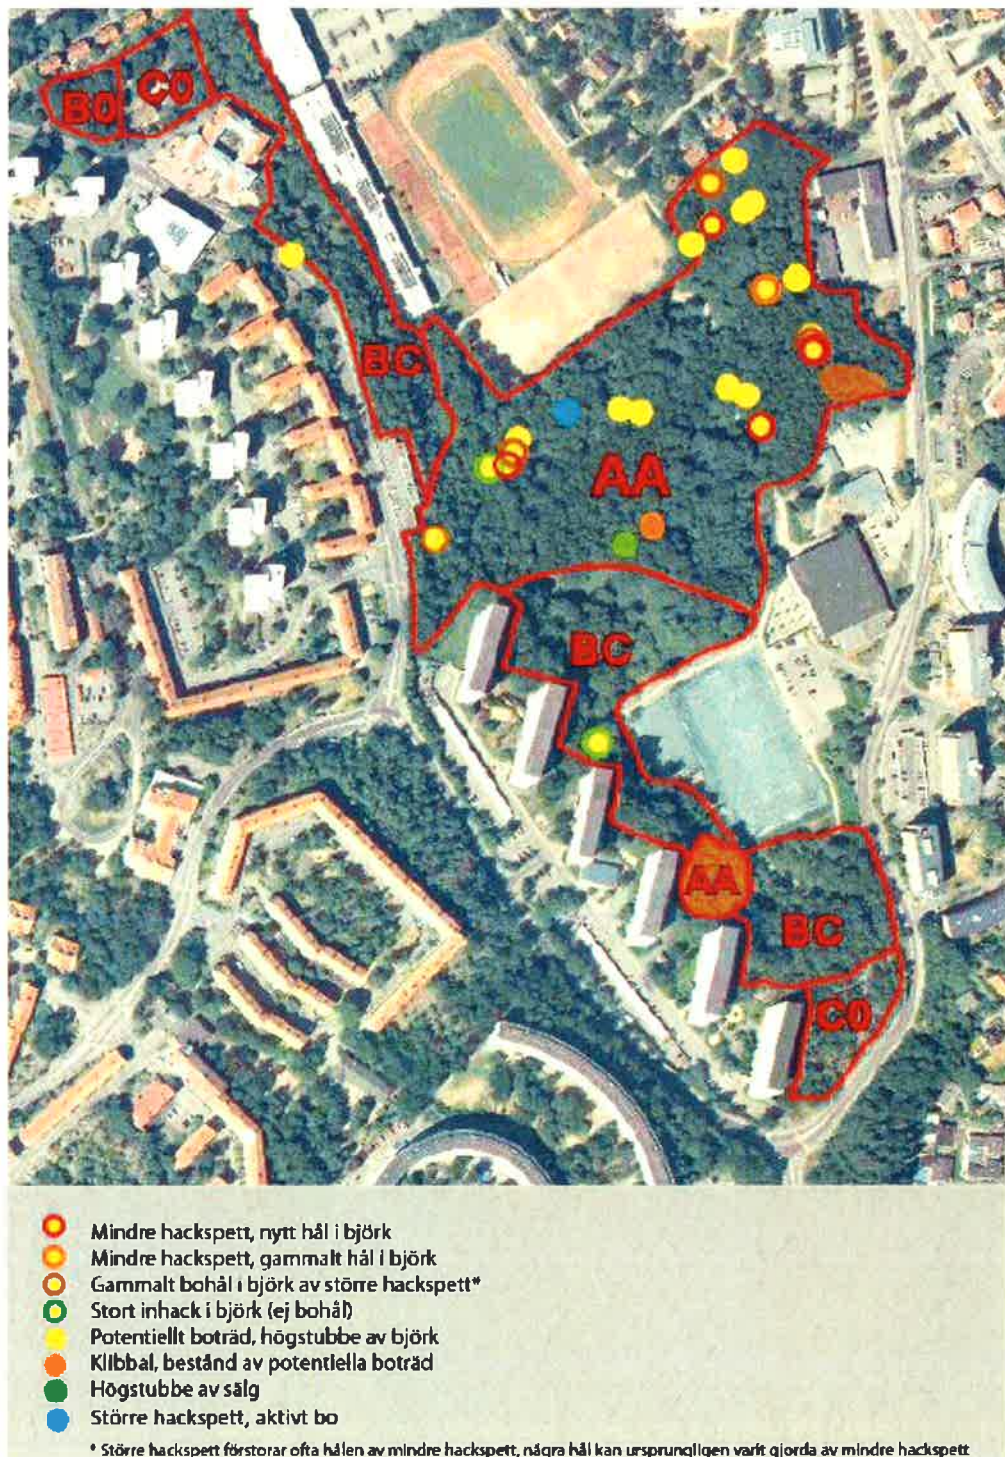 B0
C0
BC
AA
BC
AA
BC
C0
Mindre hackspett, nytt hål i björk
Mindre hackspett, gammalt hål i björk
Gammalt bohål i björk av större hackspett*
Stort inhack i björk (ej bohål)
Potentiellt boträd, högstubbe av björk
Klibbal, bestånd av potentiella boträd
Högstubbe av sälg
Större hackspett, aktivt bo
* Större hackspett förstorar ofta hålen av mindre hackspett, några hål kan ursprungligen varit gjorda av mindre hackspett